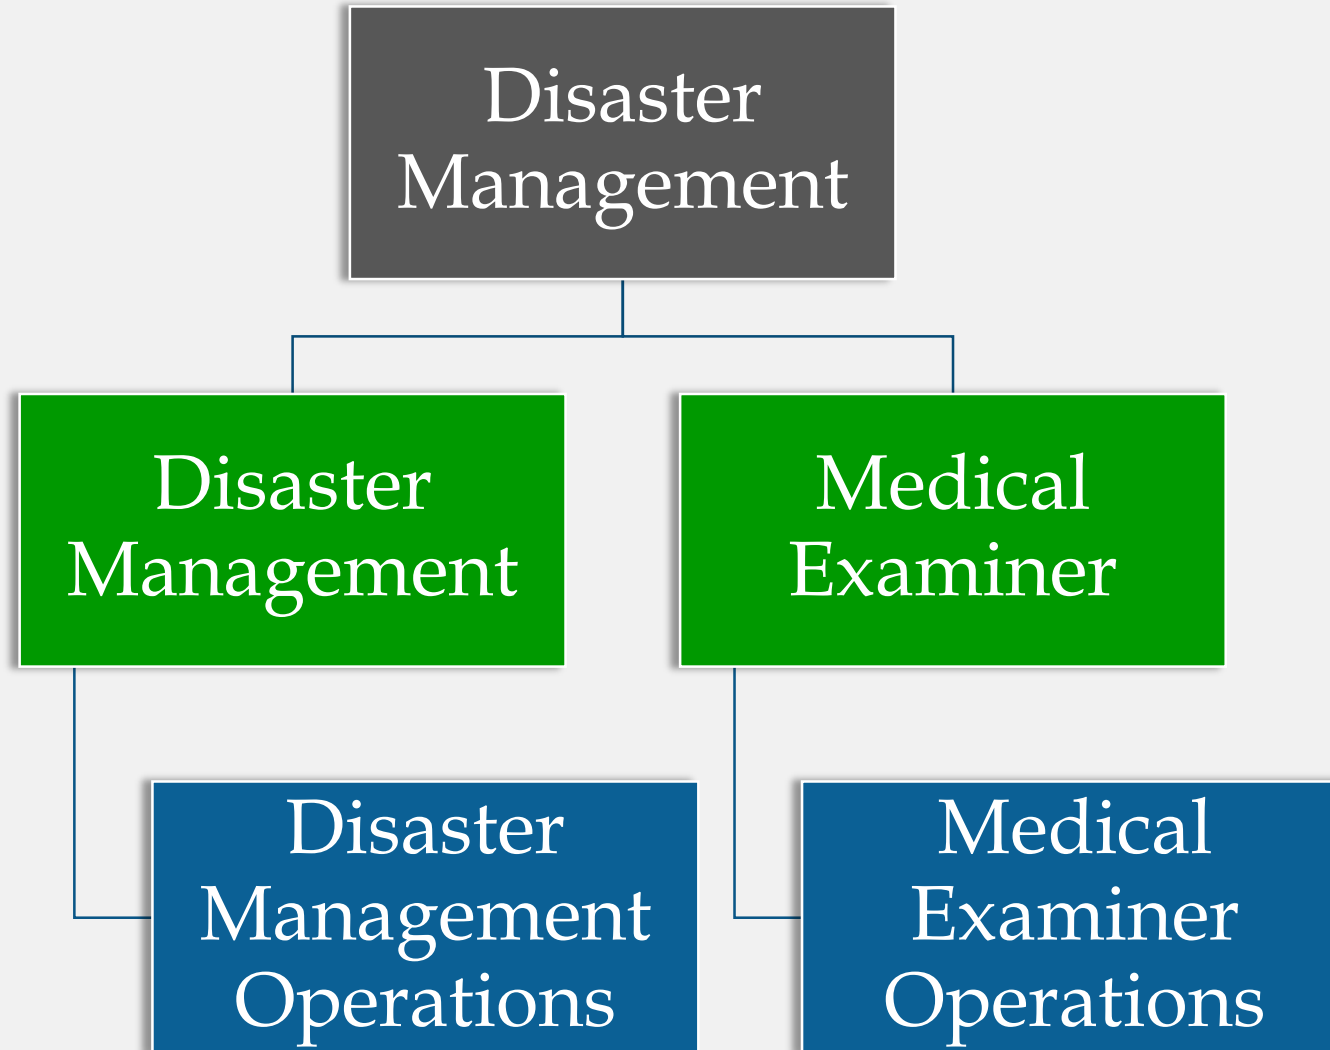 Disaster
Management
Disaster
Management
Medical
Examiner
Disaster
Management
Operations
Medical
Examiner
Operations